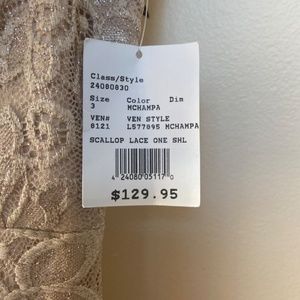 Class/Style
24080830
Size Color Dim
3 MCHAMPA
VEN# VEN STYLE
8121 L577095 MCHAMPA
SCALLOP LACE ONE SHL
4 24080 05117 0
$129.95